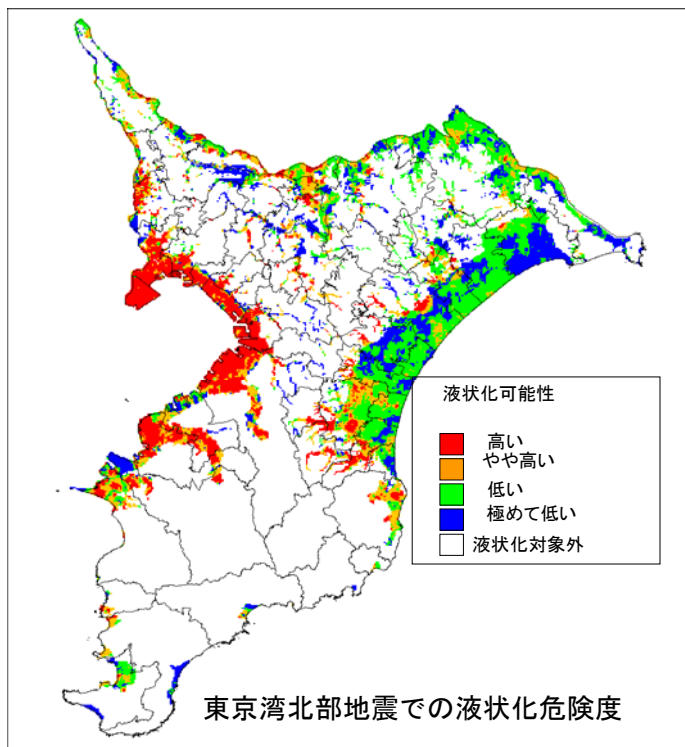 液状化可能性
高い
やや高い
低い
極めて低い
液状化対象外
東京湾北部地震での液状化危険度